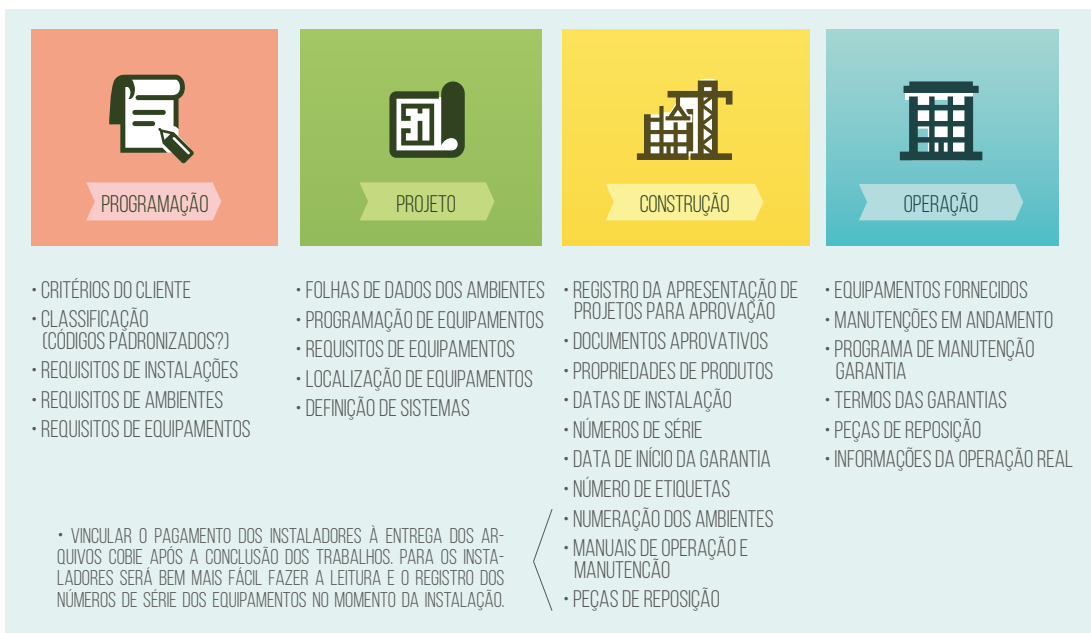 PROGRAMAÇÃO
• CRITÉRIOS DO CLIENTE
• CLASSIFICAÇÃO
(CÓDIGOS PADRONIZADOS?)
• REQUISITOS DE INSTALAÇÕES
• REQUISITOS DE AMBIENTES
• REQUISITOS DE EQUIPAMENTOS
PROJETO
• FOLHAS DE DADOS DOS AMBIENTES
• PROGRAMAÇÃO DE EQUIPAMENTOS
• REQUISITOS DE EQUIPAMENTOS
• LOCALIZAÇÃO DE EQUIPAMENTOS
• DEFINIÇÃO DE SISTEMAS
CONSTRUÇÃO
• REGISTRO DA APRESENTAÇÃO DE
PROJETOS PARA APROVAÇÃO
• DOCUMENTOS APROVATIVOS
• PROPRIEDADES DE PRODUTOS
• DATAS DE INSTALAÇÃO
• NÚMEROS DE SÉRIE
• DATA DE INÍCIO DA GARANTIA
• NÚMERO DE ETIQUETAS
• NUMERAÇÃO DOS AMBIENTES
• MANUAIS DE OPERAÇÃO E
MANUTENCÃO
• PEÇAS DE REPOSIÇÃO
OPERAÇÃO
• EQUIPAMENTOS FORNECIDOS
• MANUTENÇÕES EM ANDAMENTO
• PROGRAMA DE MANUTENÇÃO
GARANTIA
• TERMOS DAS GARANTIAS
• PEÇAS DE REPOSIÇÃO
• INFORMAÇÕES DA OPERAÇÃO REAL
• VINCULAR O PAGAMENTO DOS INSTALADORES À ENTREGA DOS AR-
QUIVOS COBIE APÓS A CONCLUSÃO DOS TRABALHOS. PARA OS INSTA-
LADORES SERÁ BEM MAIS FÁCIL FAZER A LEITURA E O REGISTRO DOS
NÚMEROS DE SÉRIE DOS EQUIPAMENTOS NO MOMENTO DA INSTALAÇÃO.